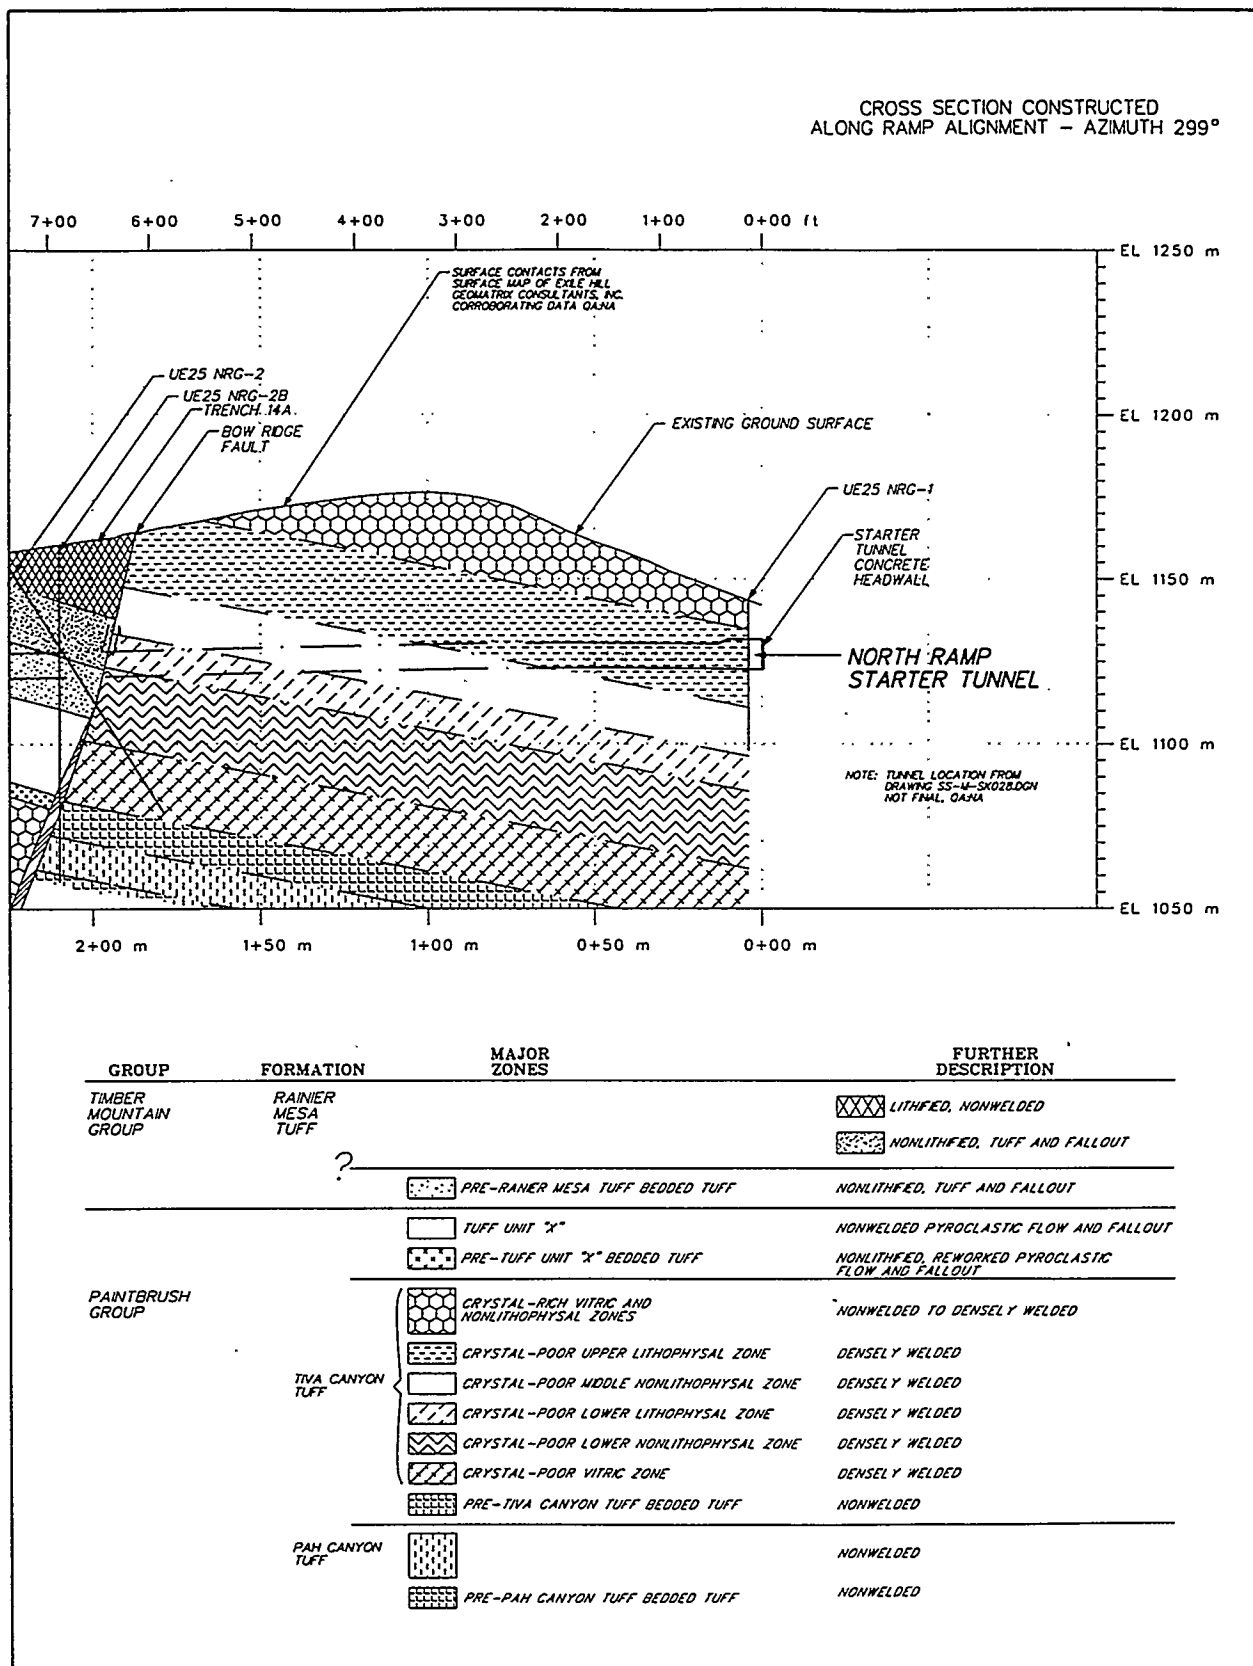 CROSS SECTION CONSTRUCTED
ALONG RAMP ALIGNMENT – AZIMUTH 299°
7+00 6+00 5+00 4+00 3+00 2+00 1+00 0+00 ft
EL 1250 m
SURFACE CONTACTS FROM
SURFACE MAP OF EXILE HILL
GEOMATRIX CONSULTANTS, INC.
CORROBORATING DATA QA:NA
UE25 NRG-2
UE25 NRG-2B
TRENCH 14A
BOW RIDGE
FAULT
EL 1200 m
EXISTING GROUND SURFACE
UE25 NRG-1
STARTER
TUNNEL
CONCRETE
HEADWALL
EL 1150 m
NORTH RAMP
STARTER TUNNEL
EL 1100 m
NOTE: TUNNEL LOCATION FROM
DRAWING SS-M-SK028.DGN
NOT FINAL, QA:NA
EL 1050 m
2+00 m 1+50 m 1+00 m 0+50 m 0+00 m
GROUP FORMATION MAJOR ZONES FURTHER DESCRIPTION
TIMBER
MOUNTAIN
GROUP
RAINIER
MESA
TUFF
LITHIFIED, NONWELDED
NONLITHIFIED, TUFF AND FALLOUT
?
PRE-RANIER MESA TUFF BEDDED TUFF NONLITHIFIED, TUFF AND FALLOUT
TUFF UNIT "X" NONWELDED PYROCLASTIC FLOW AND FALLOUT
PRE-TUFF UNIT "X" BEDDED TUFF NONLITHIFIED, REWORKED PYROCLASTIC
FLOW AND FALLOUT
PAINTBRUSH
GROUP
CRYSTAL-RICH VITRIC AND
NONLITHOPHYSAL ZONES
NONWELDED TO DENSELY WELDED
CRYSTAL-POOR UPPER LITHOPHYSAL ZONE DENSELY WELDED
TIVA CANYON
TUFF
CRYSTAL-POOR MIDDLE NONLITHOPHYSAL ZONE DENSELY WELDED
CRYSTAL-POOR LOWER LITHOPHYSAL ZONE DENSELY WELDED
CRYSTAL-POOR LOWER NONLITHOPHYSAL ZONE DENSELY WELDED
CRYSTAL-POOR VITRIC ZONE DENSELY WELDED
PRE-TIVA CANYON TUFF BEDDED TUFF NONWELDED
PAH CANYON
TUFF
NONWELDED
PRE-PAH CANYON TUFF BEDDED TUFF NONWELDED